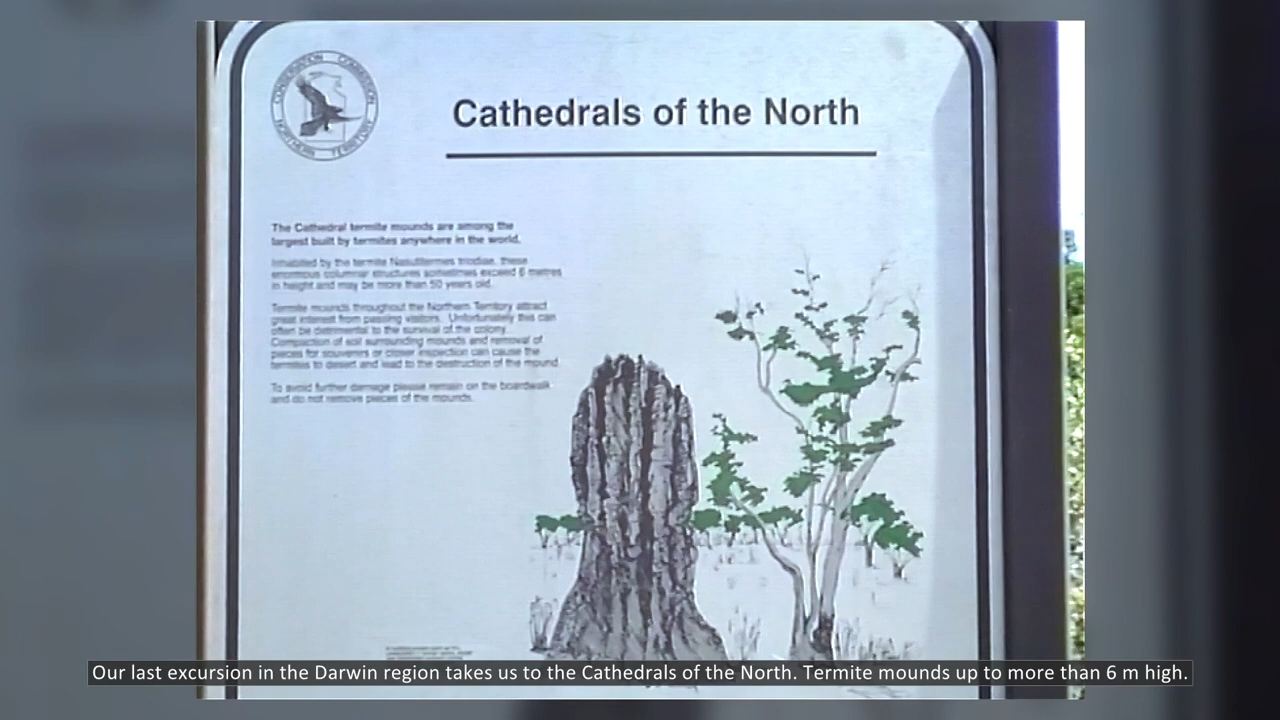 CONSERVATION COMMISSION
NORTHERN TERRITORY
Cathedrals of the North
The Cathedral termite mounds are among the
largest built by termites anywhere in the world.
Inhabited by the termite Nasutitermes triodiae, these
enormous columnar structures sometimes exceed 6 metres
in height and may be more than 50 years old.
Termite mounds throughout the Northern Territory attract
great interest from passing visitors. Unfortunately this can
often be detrimental to the survival of the colony.
Compaction of soil surrounding mounds and removal of
pieces for souvenirs or closer inspection can cause the
termites to desert and lead to the destruction of the mound.
To avoid further damage please remain on the boardwalk
and do not remove pieces of the mounds.
Our last excursion in the Darwin region takes us to the Cathedrals of the North. Termite mounds up to more than 6 m high.